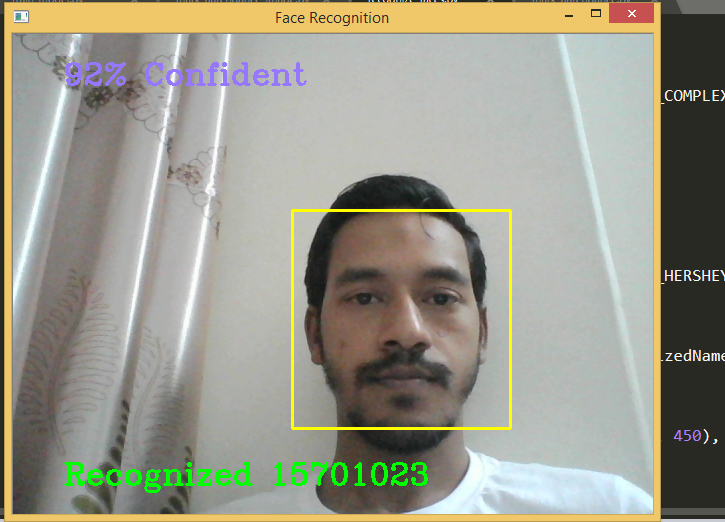 Face Recognition
92% Confident
_COMPLEX
_HERSHEY
izedName
450),
Recognized 15701023